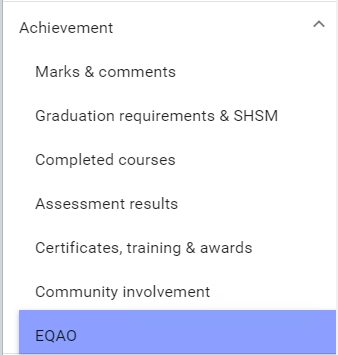 Achievement
Marks & comments
Graduation requirements & SHSM
Completed courses
Assessment results
Certificates, training & awards
Community involvement
EQAO